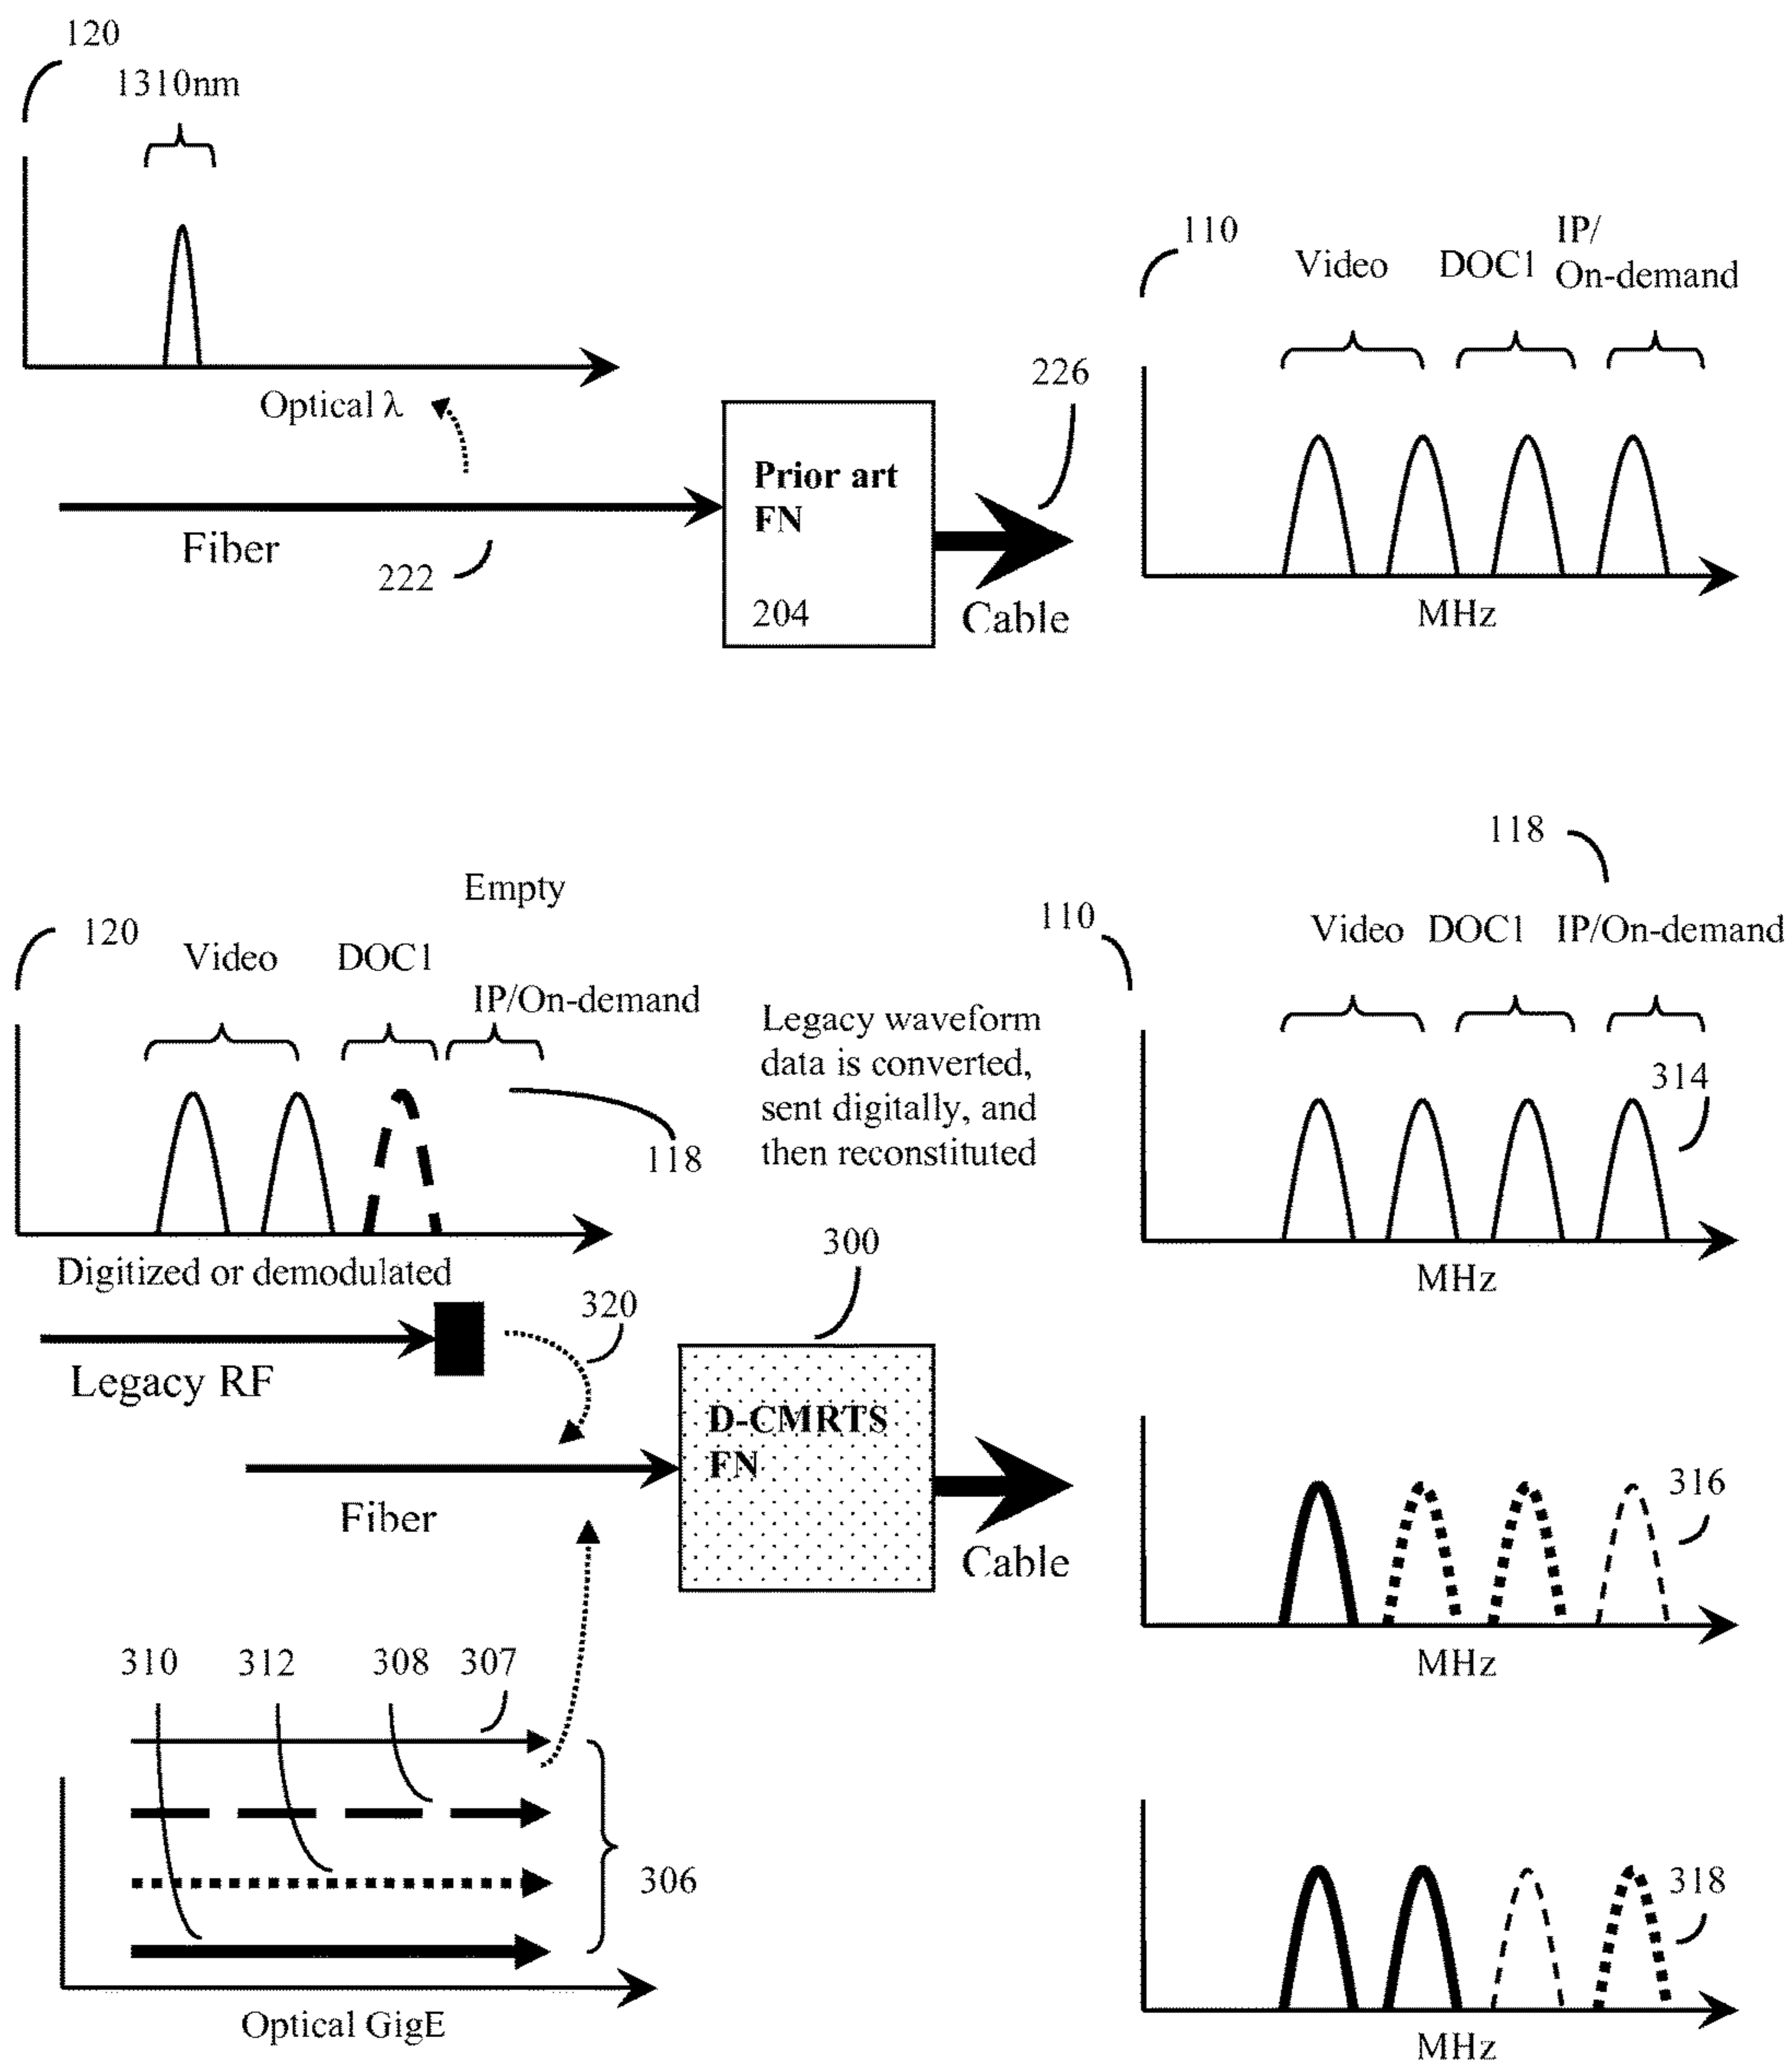 120
1310nm
110
Video
DOC1
IP/
On-demand
226
Optical λ
Prior art
FN
Fiber
222
204
Cable
MHz
118
Empty
120
110
Video
DOC1
IP/On-demand
Video
DOC1
IP/On-demand
Legacy waveform
data is converted,
sent digitally, and
then reconstituted
314
118
300
Digitized or demodulated
MHz
320
Legacy RF
D-CMRTS
FN
316
Fiber
Cable
310
312
308
307
MHz
306
318
Optical GigE
MHz